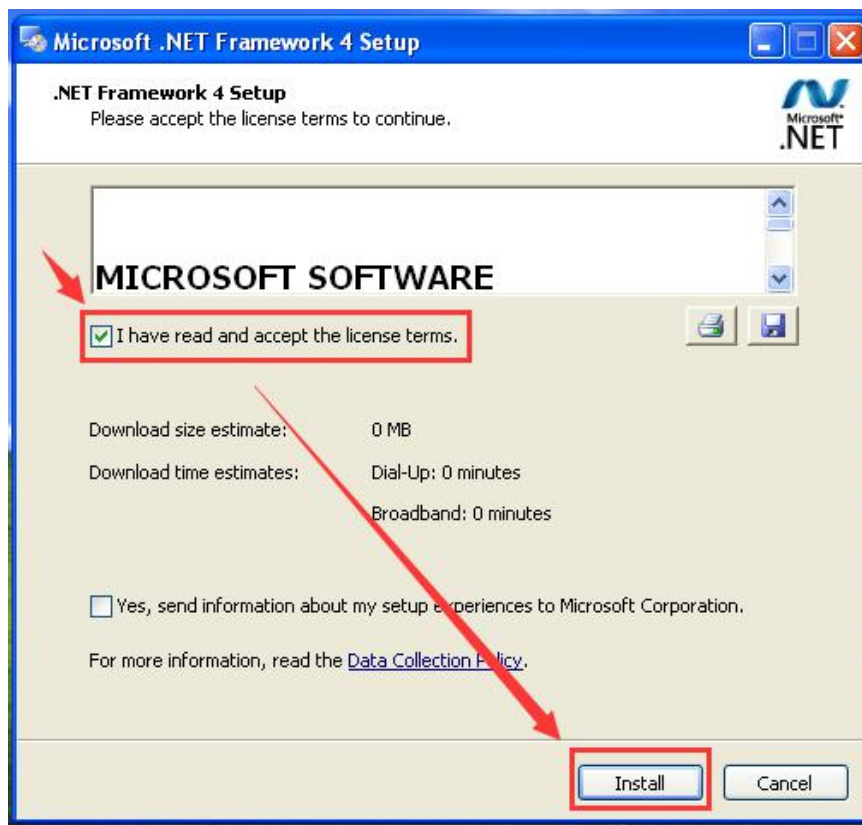 Microsoft .NET Framework 4 Setup
.NET Framework 4 Setup
Please accept the license terms to continue.
Microsoft®
.NET
MICROSOFT SOFTWARE
I have read and accept the license terms.
Download size estimate: 0 MB
Download time estimates: Dial-Up: 0 minutes
Broadband: 0 minutes
Yes, send information about my setup experiences to Microsoft Corporation.
For more information, read the Data Collection Policy.
Install Cancel